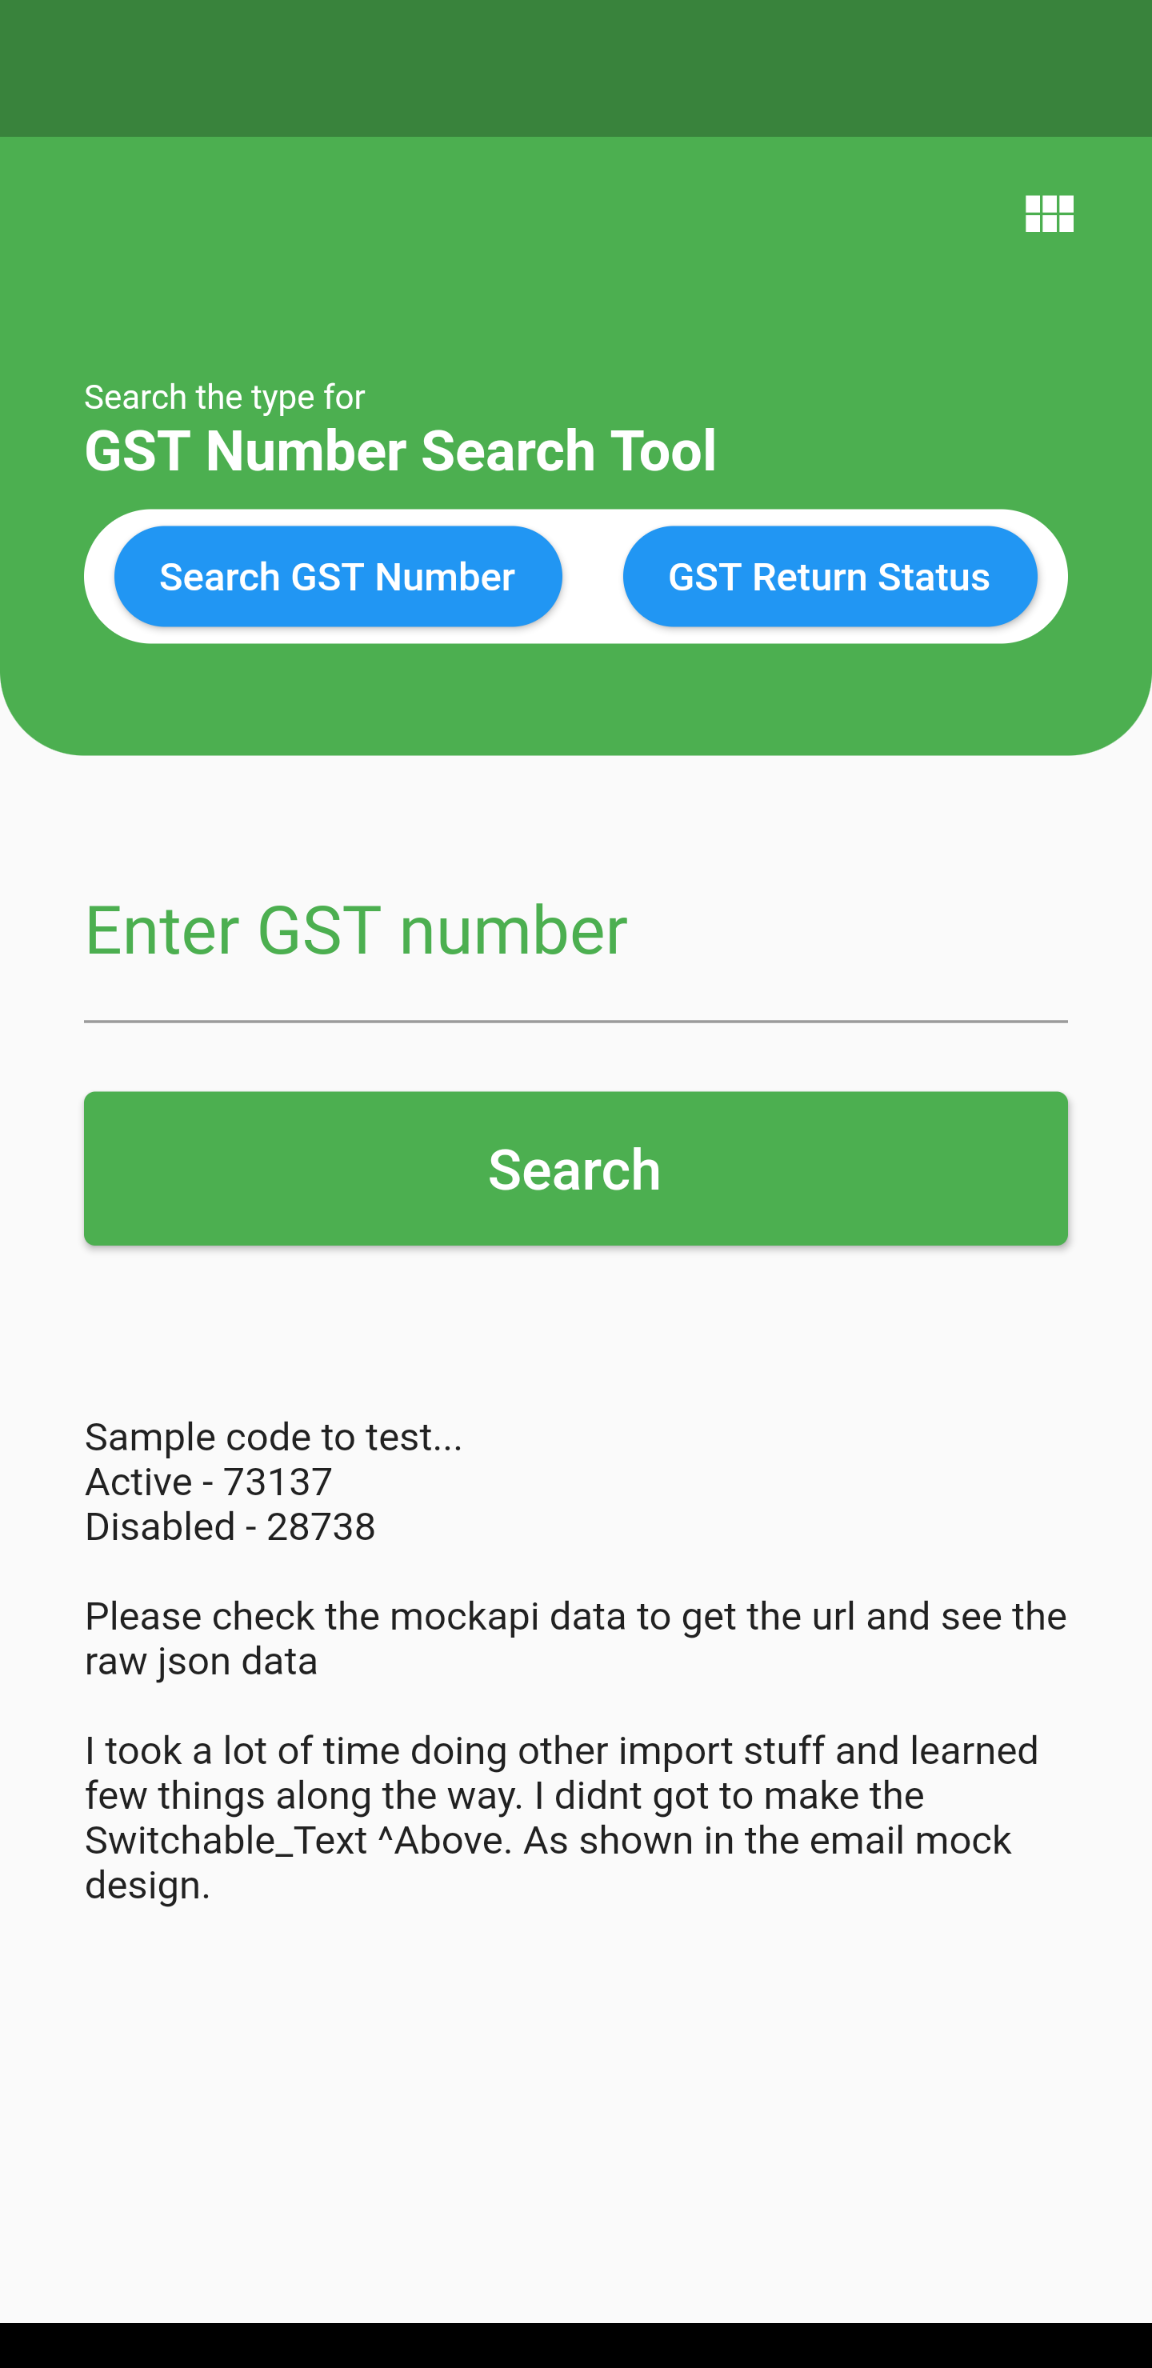 Search the type for
GST Number Search Tool
Search GST Number
GST Return Status
Enter GST number
Search
Sample code to test...
Active - 73137
Disabled - 28738
Please check the mockapi data to get the url and see the
raw json data
I took a lot of time doing other import stuff and learned
few things along the way. I didnt got to make the
Switchable_Text ^Above. As shown in the email mock
design.